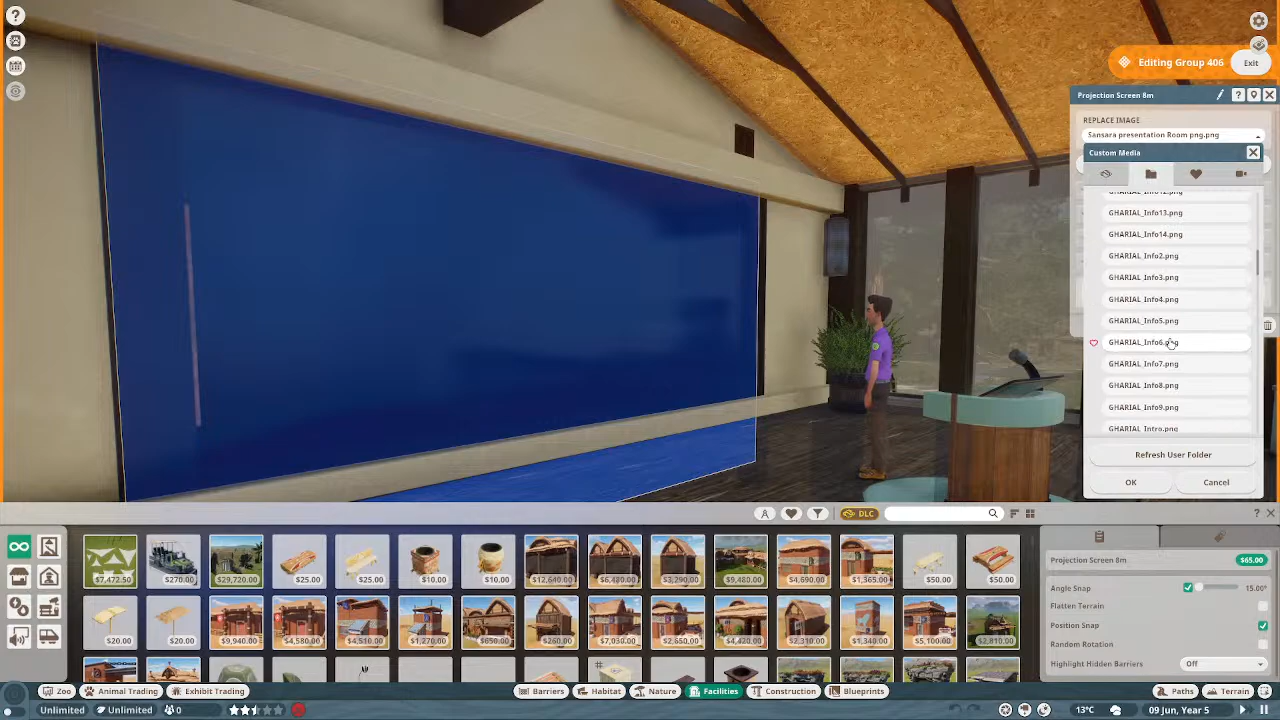 Editing Group 406
Exit
Projection Screen 8m
REPLACE IMAGE
Sansara presentation Room png.png
Custom Media
GHARIAL_Info12.png
GHARIAL_Info13.png
GHARIAL_Info14.png
GHARIAL_Info2.png
GHARIAL_Info3.png
GHARIAL_Info4.png
GHARIAL_Info5.png
GHARIAL_Info6.png
GHARIAL_Info7.png
GHARIAL_Info8.png
GHARIAL_Info9.png
GHARIAL_Intro.png
Refresh User Folder
OK
Cancel
DLC
$7,472.50
$270.00
$29,720.00
$25.00
$25.00
$10.00
$10.00
$12,640.00
$6,480.00
$3,290.00
$9,480.00
$4,690.00
$1,365.00
$50.00
$50.00
$20.00
$20.00
$9,940.00
$4,580.00
$4,510.00
$1,270.00
$650.00
$260.00
$7,030.00
$2,650.00
$4,420.00
$2,310.00
$1,340.00
$5,100.00
$2,810.00
Projection Screen 8m
$65.00
Angle Snap
15.00°
Flatten Terrain
Position Snap
Random Rotation
Highlight Hidden Barriers
Off
Zoo
Animal Trading
Exhibit Trading
Barriers
Habitat
Nature
Facilities
Construction
Blueprints
Paths
Terrain
Unlimited
Unlimited
0
13°C
09 Jun, Year 5